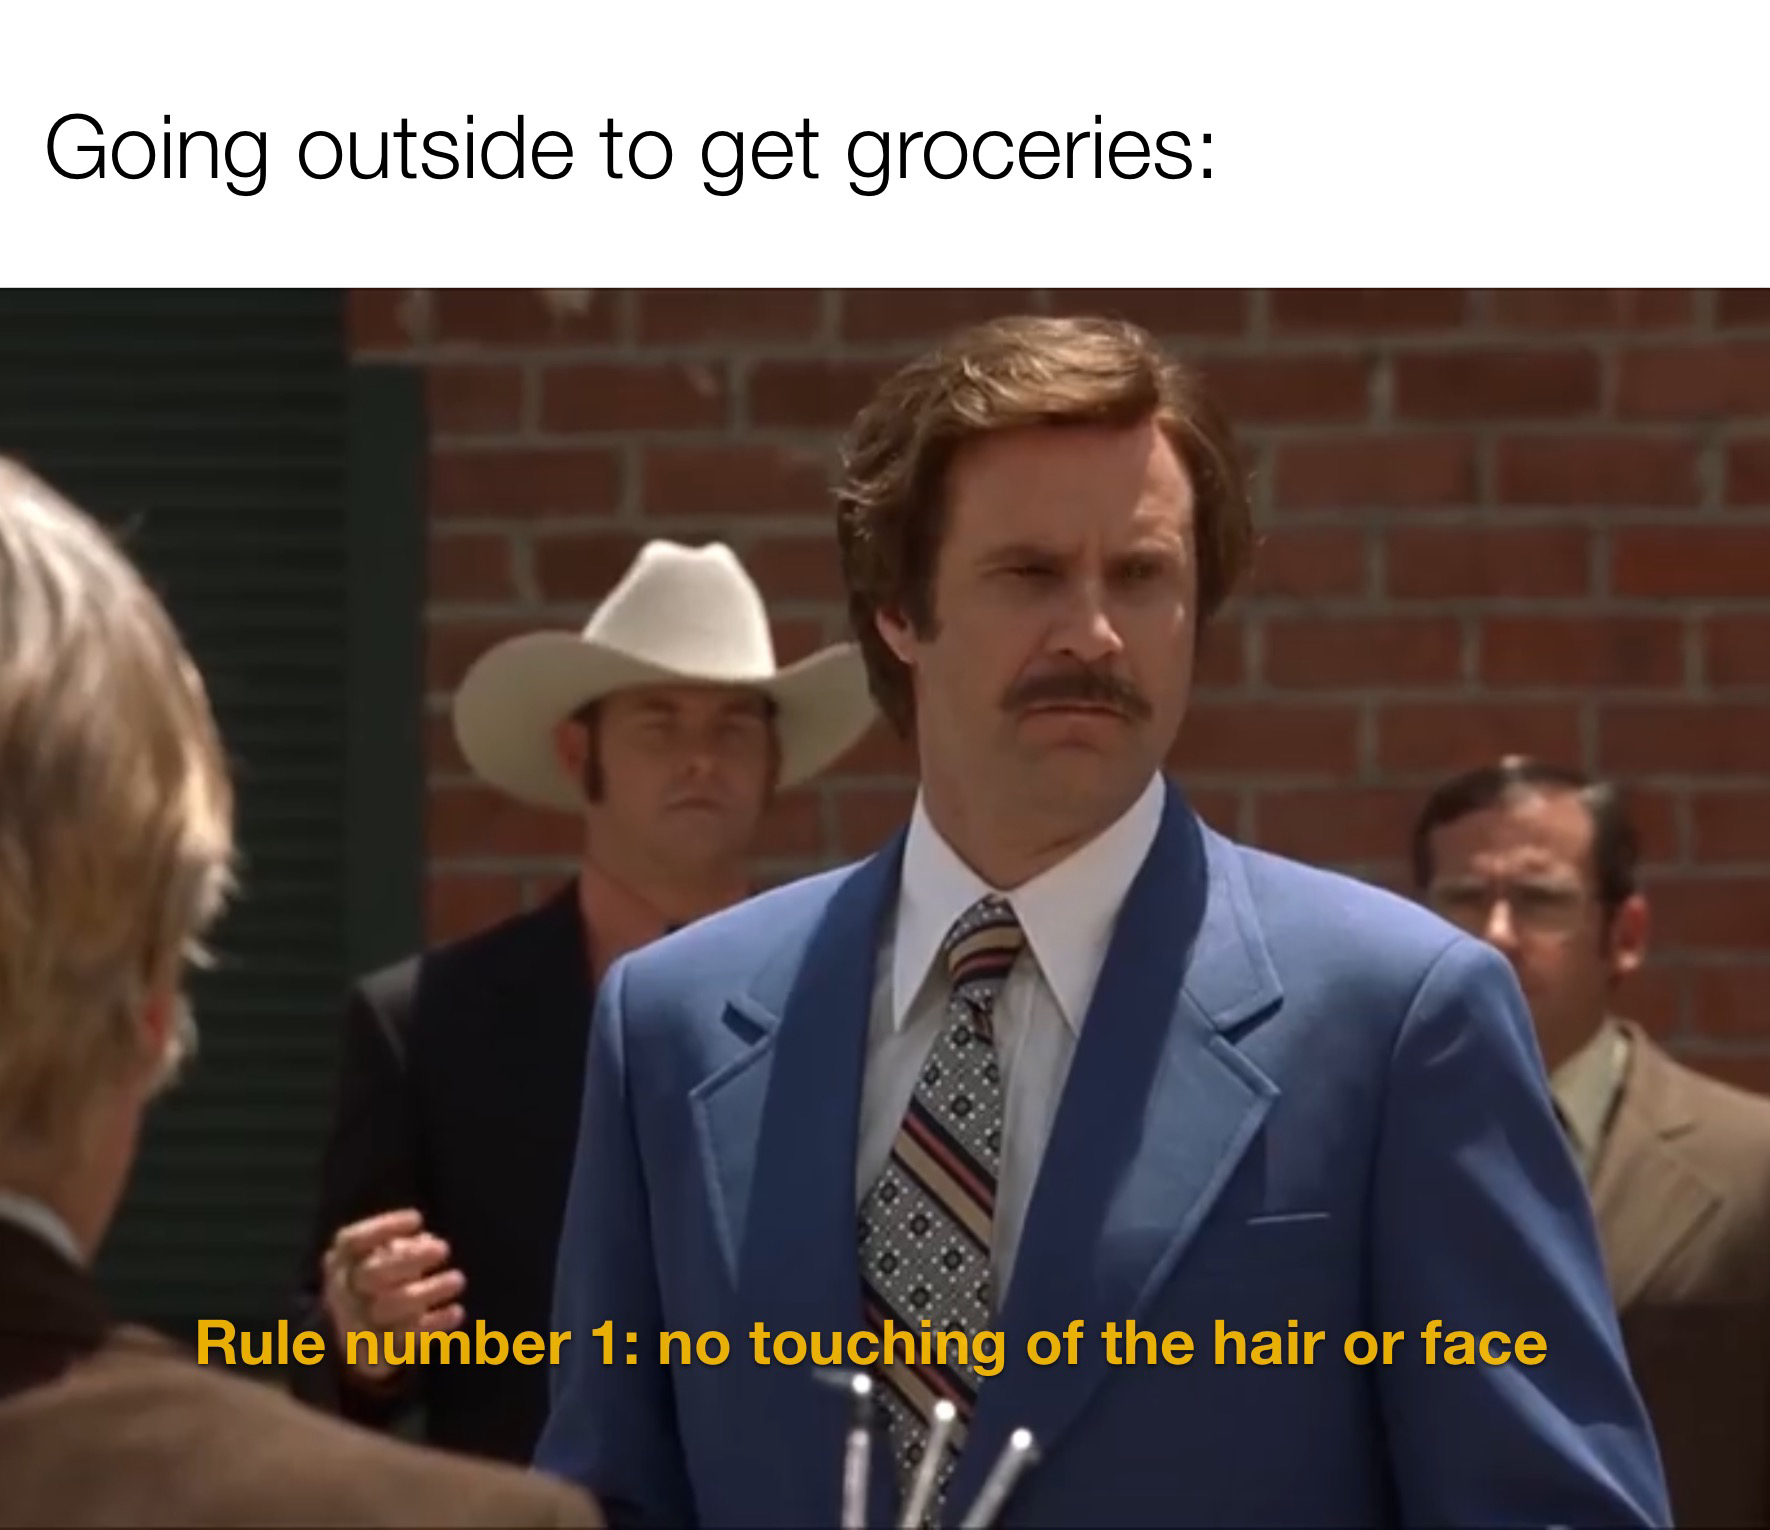 Going outside to get groceries:
Rule number 1: no touching of the hair or face